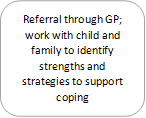 Referral through GP;
work with child and
family to identify
strengths and
strategies to support
coping